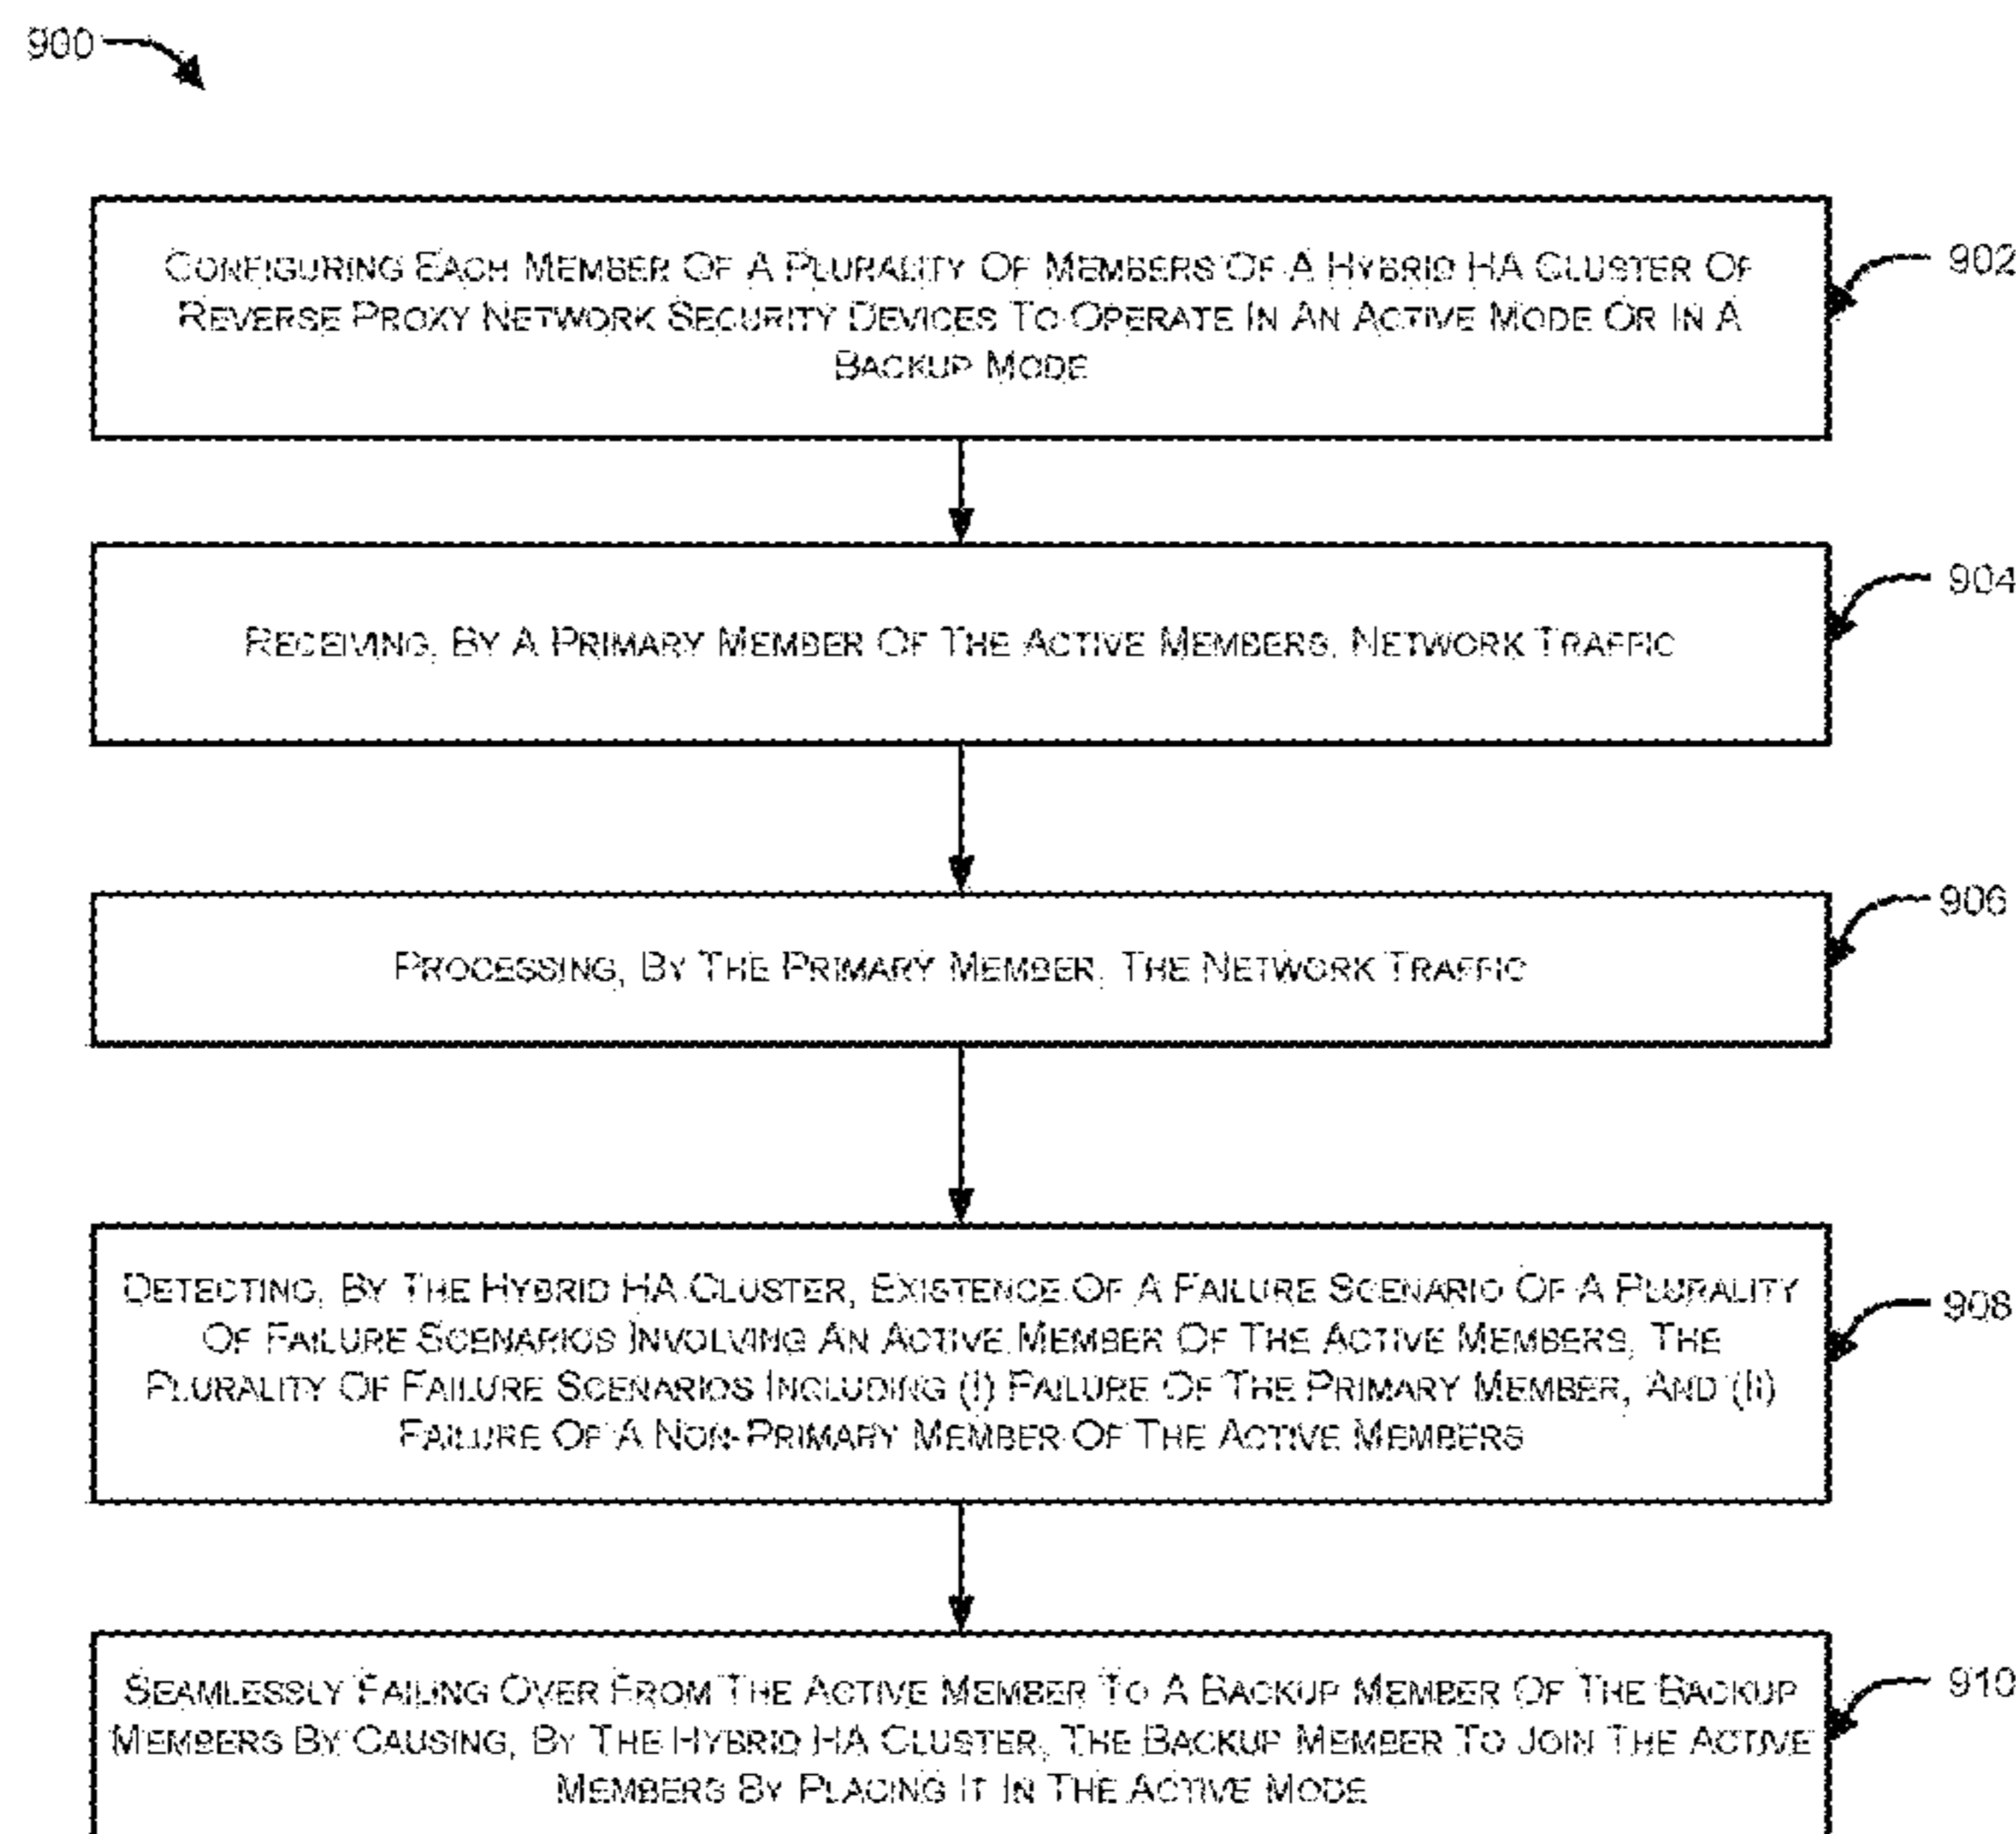 900
CONFIGURING EACH MEMBER OF A PLURALITY OF MEMBERS OF A HYBRID HA CLUSTER OF
REVERSE PROXY NETWORK SECURITY DEVICES TO OPERATE IN AN ACTIVE MODE OR IN A
BACKUP MODE
902
RECEIVING, BY A PRIMARY MEMBER OF THE ACTIVE MEMBERS, NETWORK TRAFFIC
904
PROCESSING, BY THE PRIMARY MEMBER, THE NETWORK TRAFFIC
906
DETECTING, BY THE HYBRID HA CLUSTER, EXISTENCE OF A FAILURE SCENARIO OF A PLURALITY
OF FAILURE SCENARIOS INVOLVING AN ACTIVE MEMBER OF THE ACTIVE MEMBERS, THE
PLURALITY OF FAILURE SCENARIOS INCLUDING (I) FAILURE OF THE PRIMARY MEMBER, AND (II)
FAILURE OF A NON-PRIMARY MEMBER OF THE ACTIVE MEMBERS
908
SEAMLESSLY FAILING OVER FROM THE ACTIVE MEMBER TO A BACKUP MEMBER OF THE BACKUP
MEMBERS BY CAUSING, BY THE HYBRID HA CLUSTER, THE BACKUP MEMBER TO JOIN THE ACTIVE
MEMBERS BY PLACING IT IN THE ACTIVE MODE
910